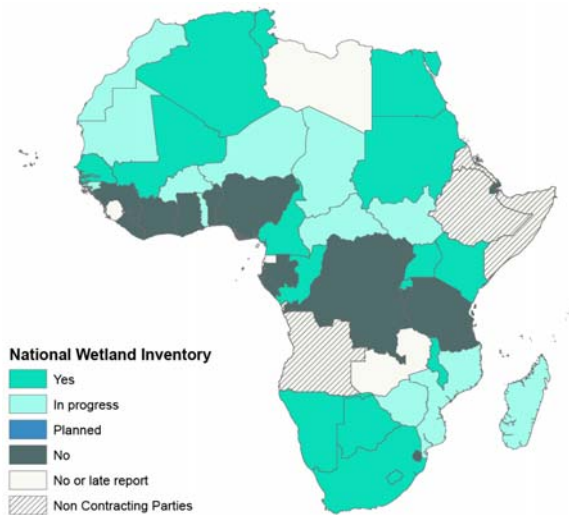 National Wetland Inventory
Yes
In progress
Planned
No
No or late report
Non Contracting Parties